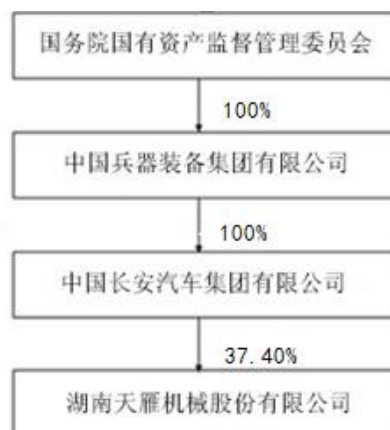 国务院国有资产监督管理委员会
100%
中国兵器装备集团有限公司
100%
中国长安汽车集团有限公司
37.40%
湖南天雁机械股份有限公司